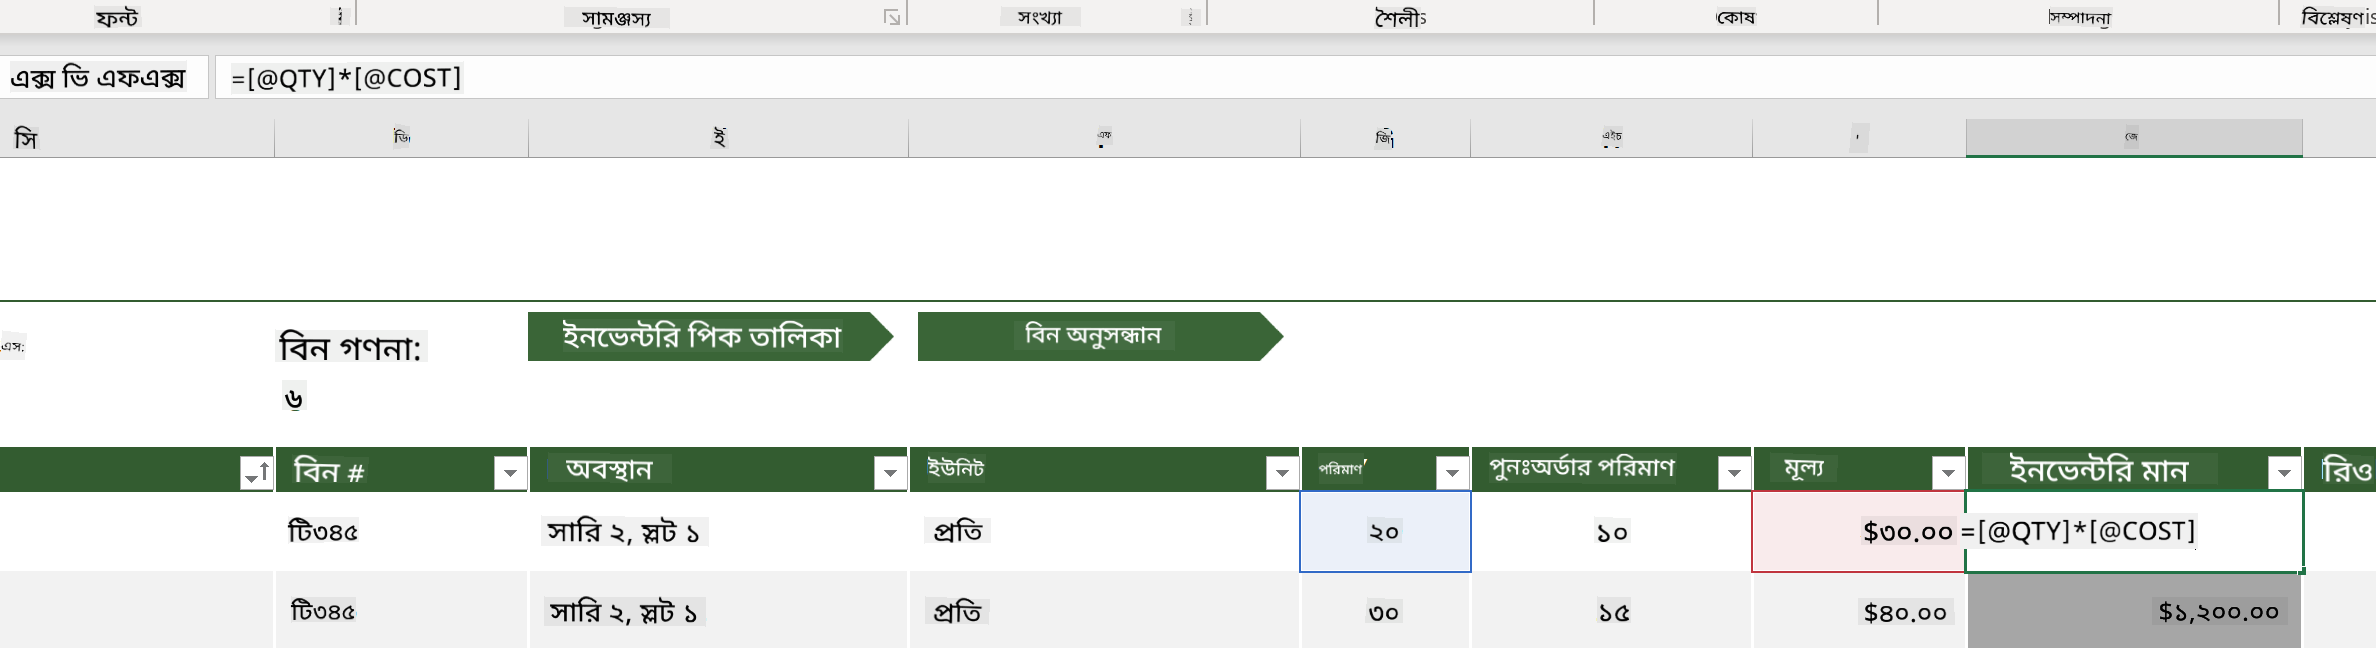 ফন্ট সামঞ্জস্য সংখ্যা শৈলী কোষ সম্পাদনা বিশ্লেষণ
এক্স ভি এফএক্স =[@QTY]*[@COST]
সি ডি ই এফ জি এইচ জে
এস: বিন গণনা: ইনভেন্টরি পিক তালিকা বিন অনুসন্ধান
৬
বিন # অবস্থান ইউনিট পরিমাণ পুনঃঅর্ডার পরিমাণ মূল্য ইনভেন্টরি মান রিও
টি৩৪৫ সারি ২, স্লট ১ প্রতি ২০ ১০ $৩০.০০ =[@QTY]*[@COST]
টি৩৪৫ সারি ২, স্লট ১ প্রতি ৩০ ১৫ $৪০.০০ $১,২০০.০০